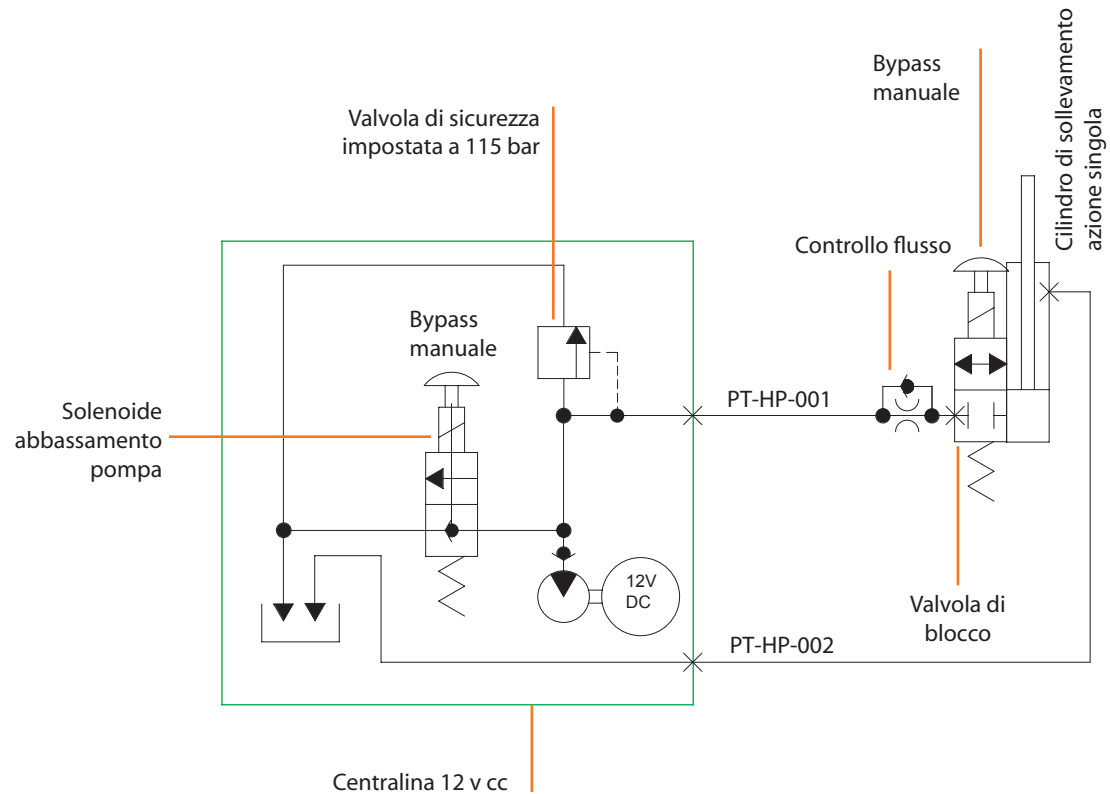 Bypass
manuale
Cilindro di sollevamento
azione singola
Valvola di sicurezza
impostata a 115 bar
Controllo flusso
Bypass
manuale
Solenoide
abbassamento
pompa
PT-HP-001
12V
DC
Valvola di
blocco
PT-HP-002
Centralina 12 v cc